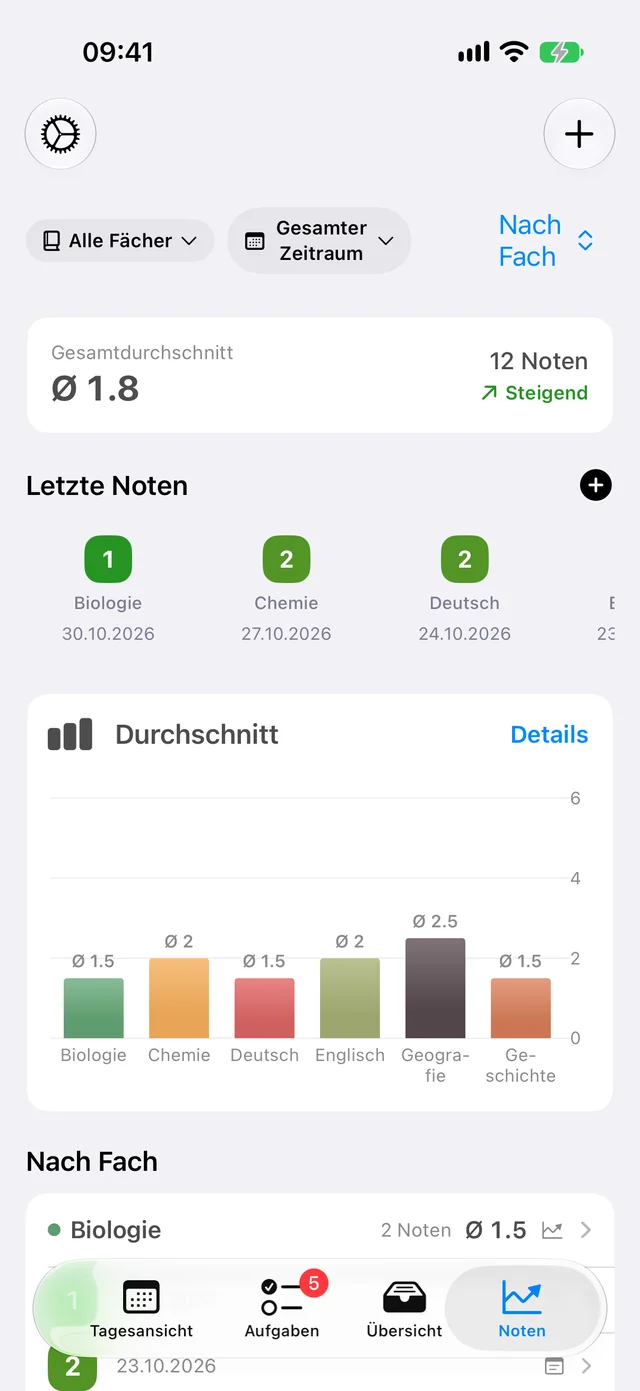 09:41
Alle Fächer
Gesamter
Zeitraum
Nach
Fach
Gesamtdurchschnitt
Ø 1.8
12 Noten
Steigend
Letzte Noten
1
2
2
Biologie
Chemie
Deutsch
30.10.2026
27.10.2026
24.10.2026
23
Durchschnitt
Details
6
4
2
0
Ø 1.5
Ø 2
Ø 1.5
Ø 2
Ø 2.5
Ø 1.5
Biologie
Chemie
Deutsch
Englisch
Geogra-
fie
Ge-
schichte
Nach Fach
Biologie
2 Noten
Ø 1.5
1
5
Tagesansicht
Aufgaben
Übersicht
Noten
2
23.10.2026